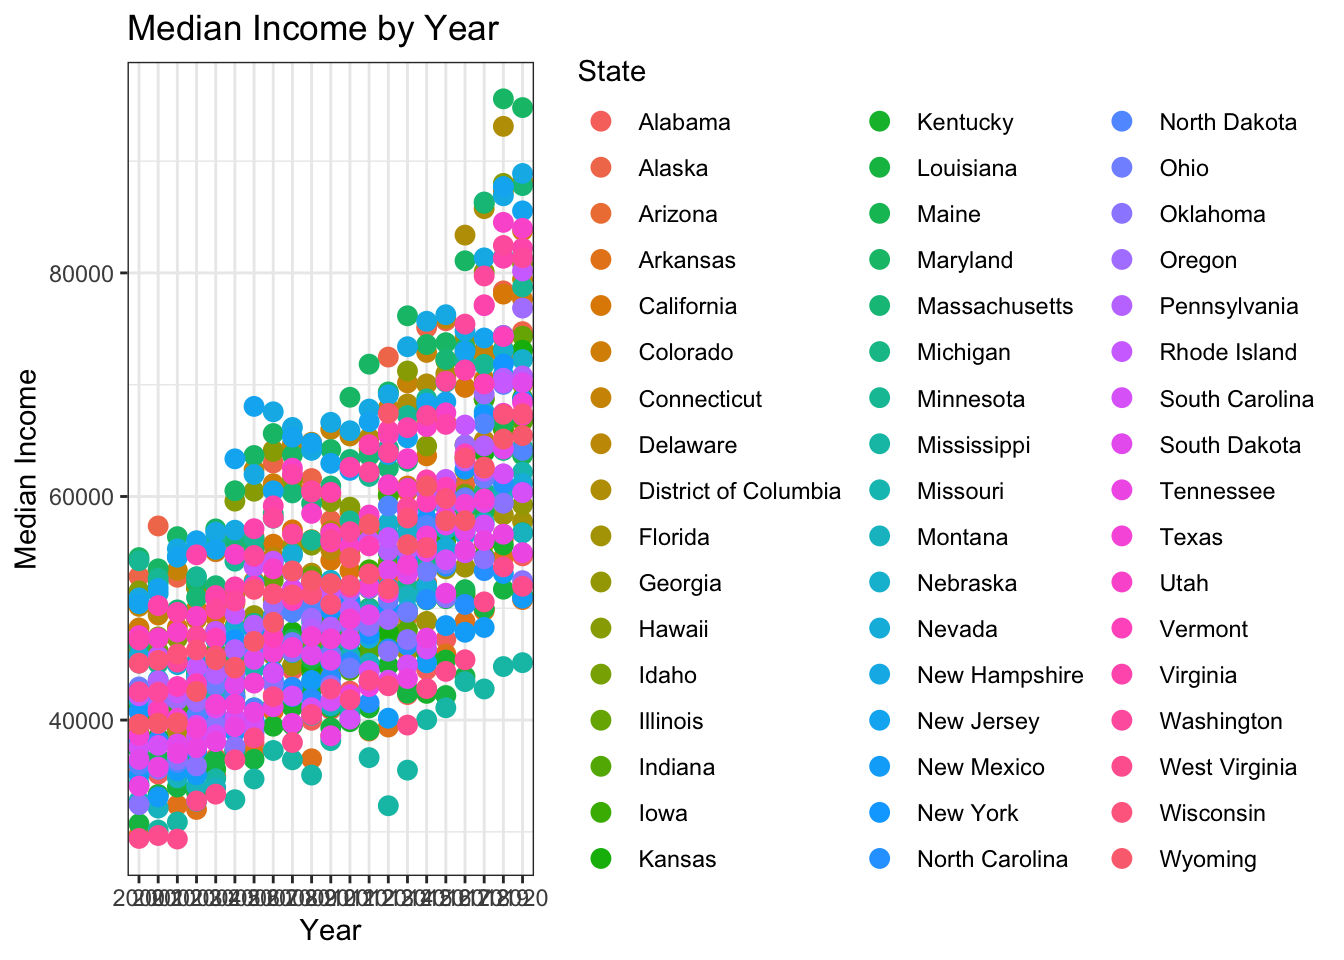 Median Income by Year
State
Alabama
Alaska
Arizona
Arkansas
California
Colorado
Connecticut
Delaware
District of Columbia
Florida
Georgia
Hawaii
Idaho
Illinois
Indiana
Iowa
Kansas
Kentucky
Louisiana
Maine
Maryland
Massachusetts
Michigan
Minnesota
Mississippi
Missouri
Montana
Nebraska
Nevada
New Hampshire
New Jersey
New Mexico
New York
North Carolina
North Dakota
Ohio
Oklahoma
Oregon
Pennsylvania
Rhode Island
South Carolina
South Dakota
Tennessee
Texas
Utah
Vermont
Virginia
Washington
West Virginia
Wisconsin
Wyoming
80000
60000
40000
Median Income
Year